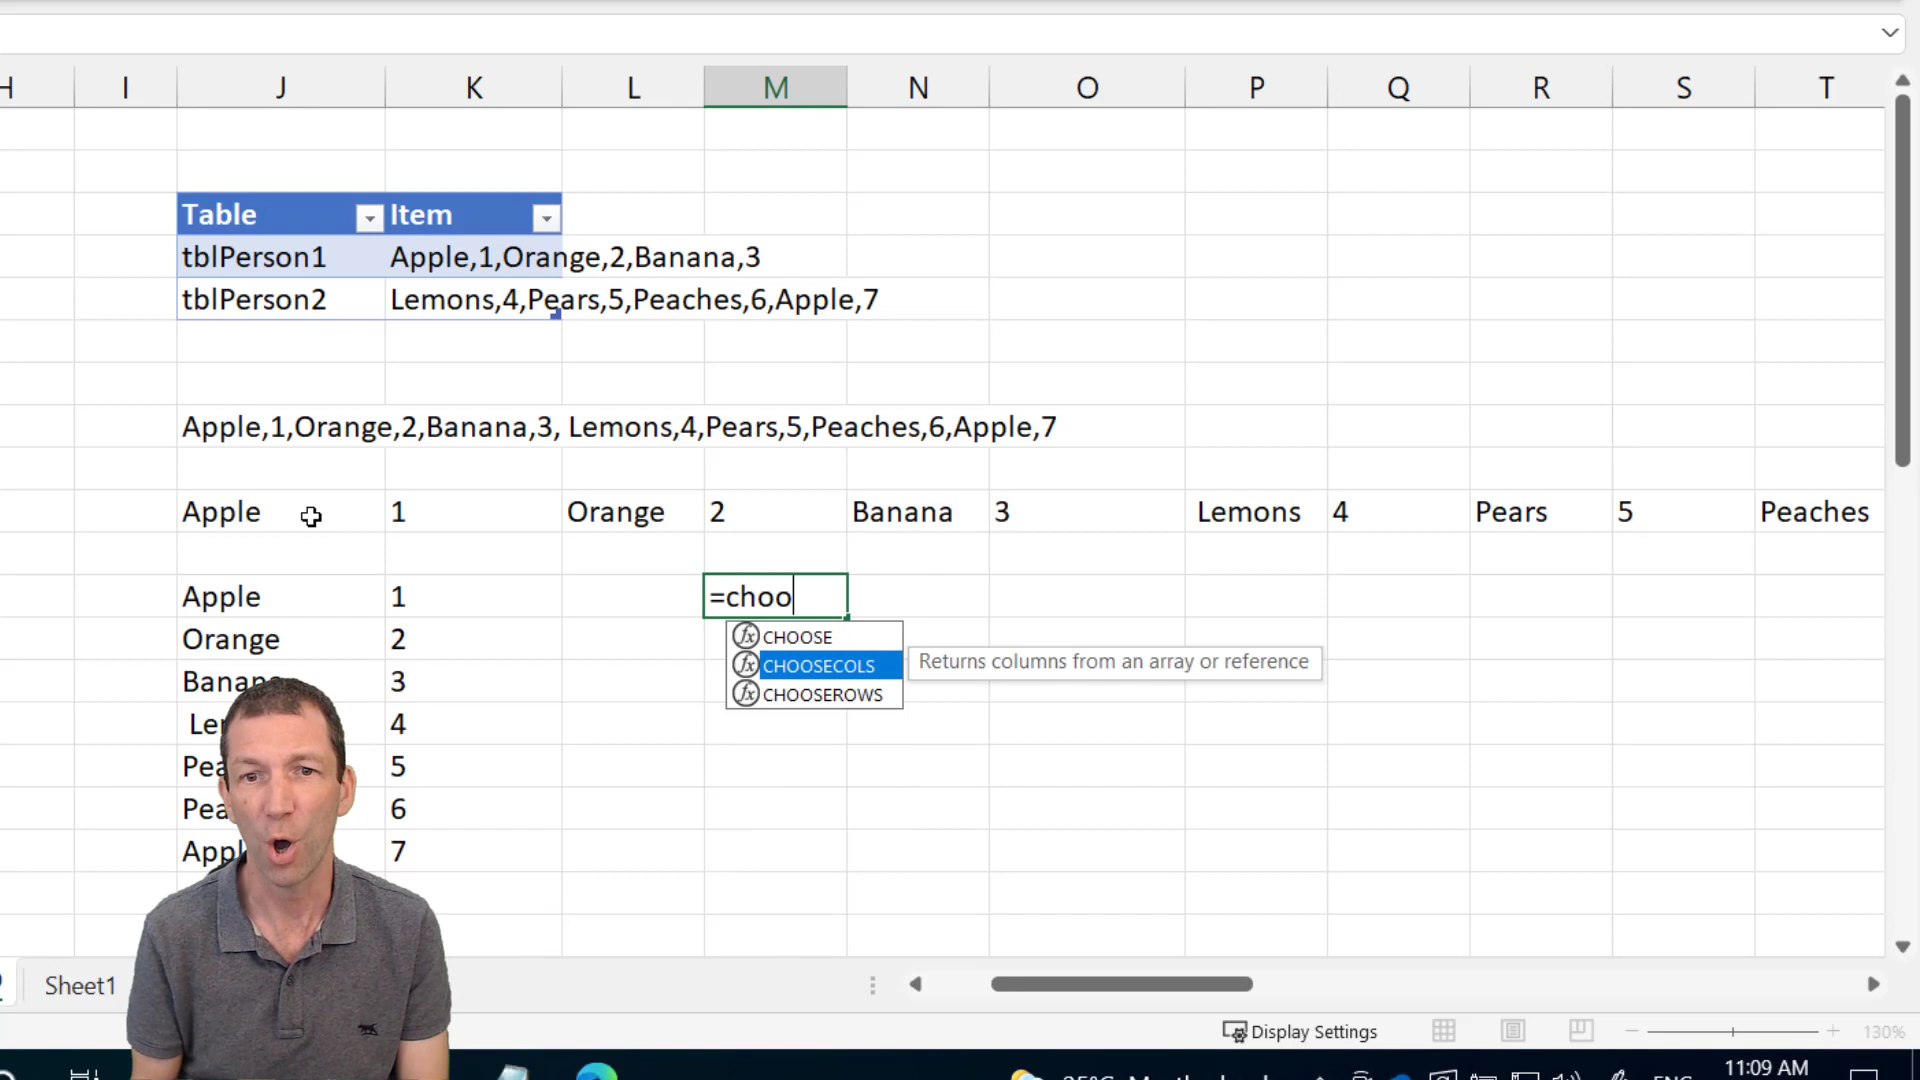 H I J K L M N O P Q R S T
Table Item
tblPerson1 Apple,1,Orange,2,Banana,3
tblPerson2 Lemons,4,Pears,5,Peaches,6,Apple,7
Apple,1,Orange,2,Banana,3, Lemons,4,Pears,5,Peaches,6,Apple,7
Apple 1 Orange 2 Banana 3 Lemons 4 Pears 5 Peaches
Apple 1 =choo
Orange 2
CHOOSE
CHOOSECOLS Returns columns from an array or reference
CHOOSEROWS
3
4
5
6
7
Sheet1
Display Settings 130%
11:09 AM